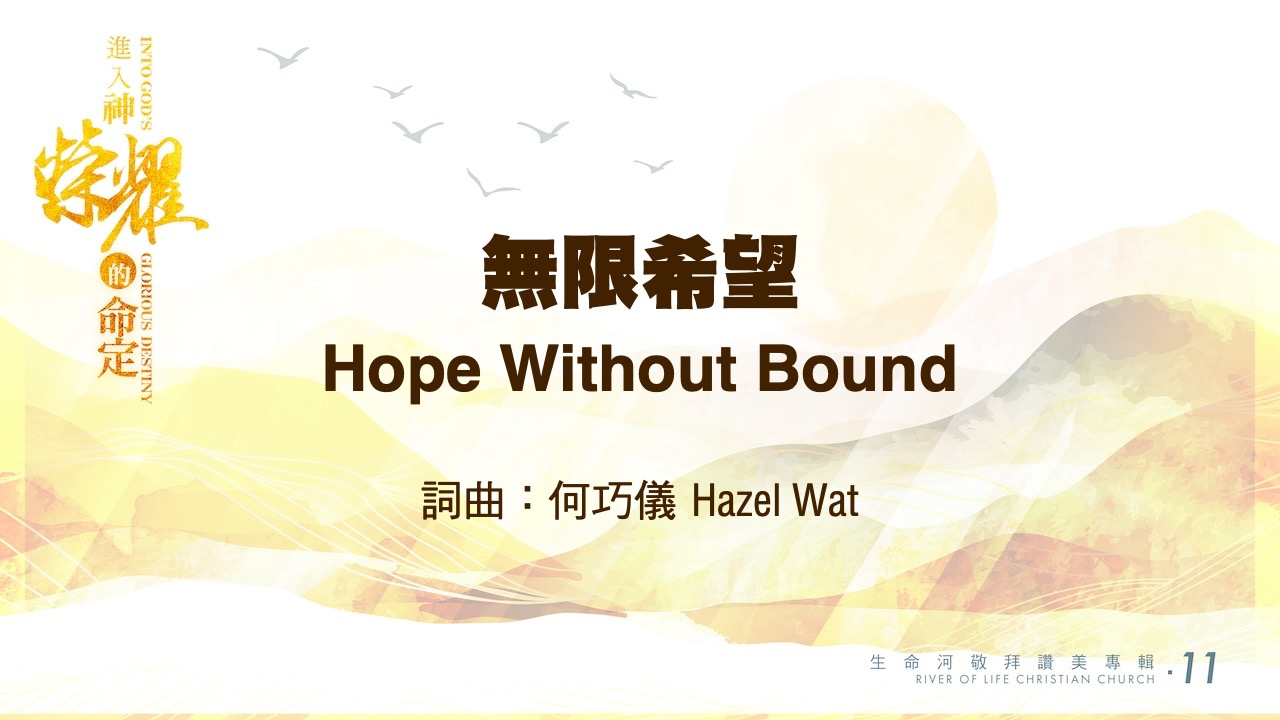 進入神
榮耀
的
命定
INTO GOD'S
GLORIOUS DESTINY
無限希望
Hope Without Bound
詞曲：何巧儀 Hazel Wat
生命河敬拜讚美專輯
RIVER OF LIFE CHRISTIAN CHURCH
·11